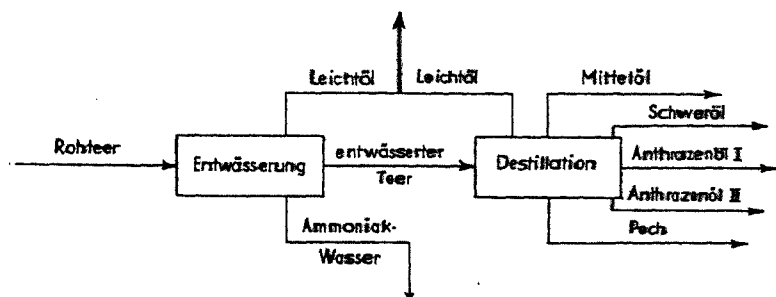 Leichtöl
Leichtöl
Mittelöl
Schweröl
Rohteer
Entwässerung
entwässerter
Teer
Destillation
Anthrazenöl I
Anthrazenöl II
Ammoniak-
Wasser
Pech